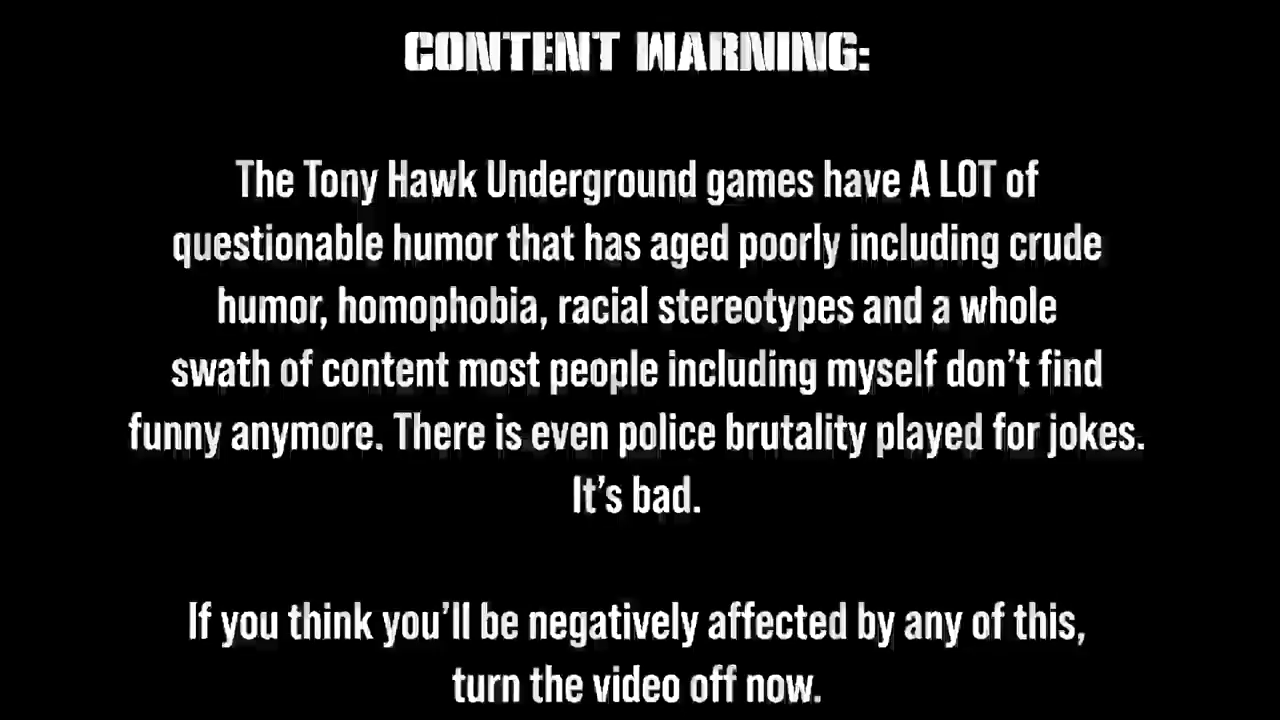 CONTENT WARNING:
The Tony Hawk Underground games have A LOT of
questionable humor that has aged poorly including crude
humor, homophobia, racial stereotypes and a whole
swath of content most people including myself don't find
funny anymore. There is even police brutality played for jokes.
It's bad.
If you think you'll be negatively affected by any of this,
turn the video off now.